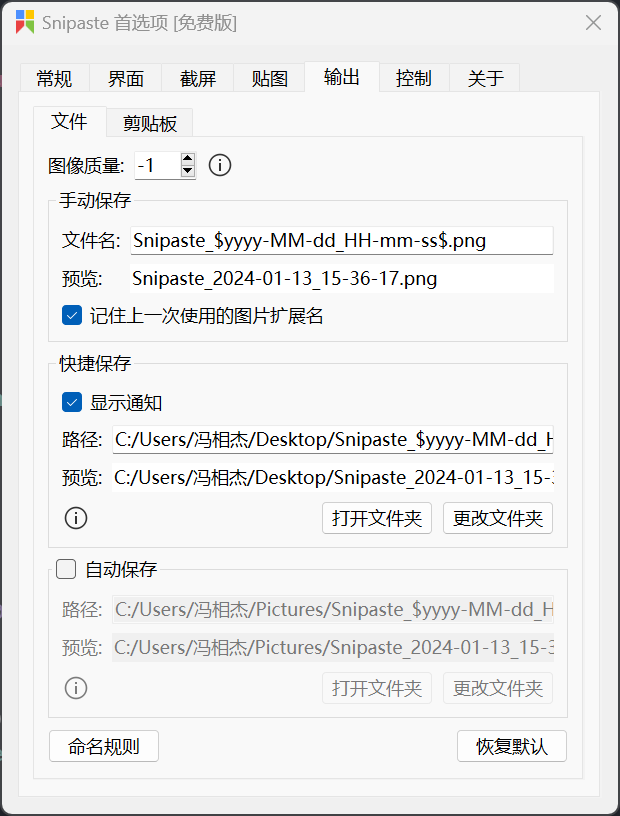 Snipaste 首选项 [免费版]
常规 界面 截屏 贴图 输出 控制 关于
文件 剪贴板
图像质量: -1
手动保存
文件名: Snipaste_$yyyy-MM-dd_HH-mm-ss$.png
预览: Snipaste_2024-01-13_15-36-17.png
记住上一次使用的图片扩展名
快捷保存
显示通知
路径: C:/Users/冯相杰/Desktop/Snipaste_$yyyy-MM-dd_H
预览: C:/Users/冯相杰/Desktop/Snipaste_2024-01-13_15-3
打开文件夹 更改文件夹
自动保存
路径: C:/Users/冯相杰/Pictures/Snipaste_$yyyy-MM-dd_H
预览: C:/Users/冯相杰/Pictures/Snipaste_2024-01-13_15-3
打开文件夹 更改文件夹
命名规则 恢复默认